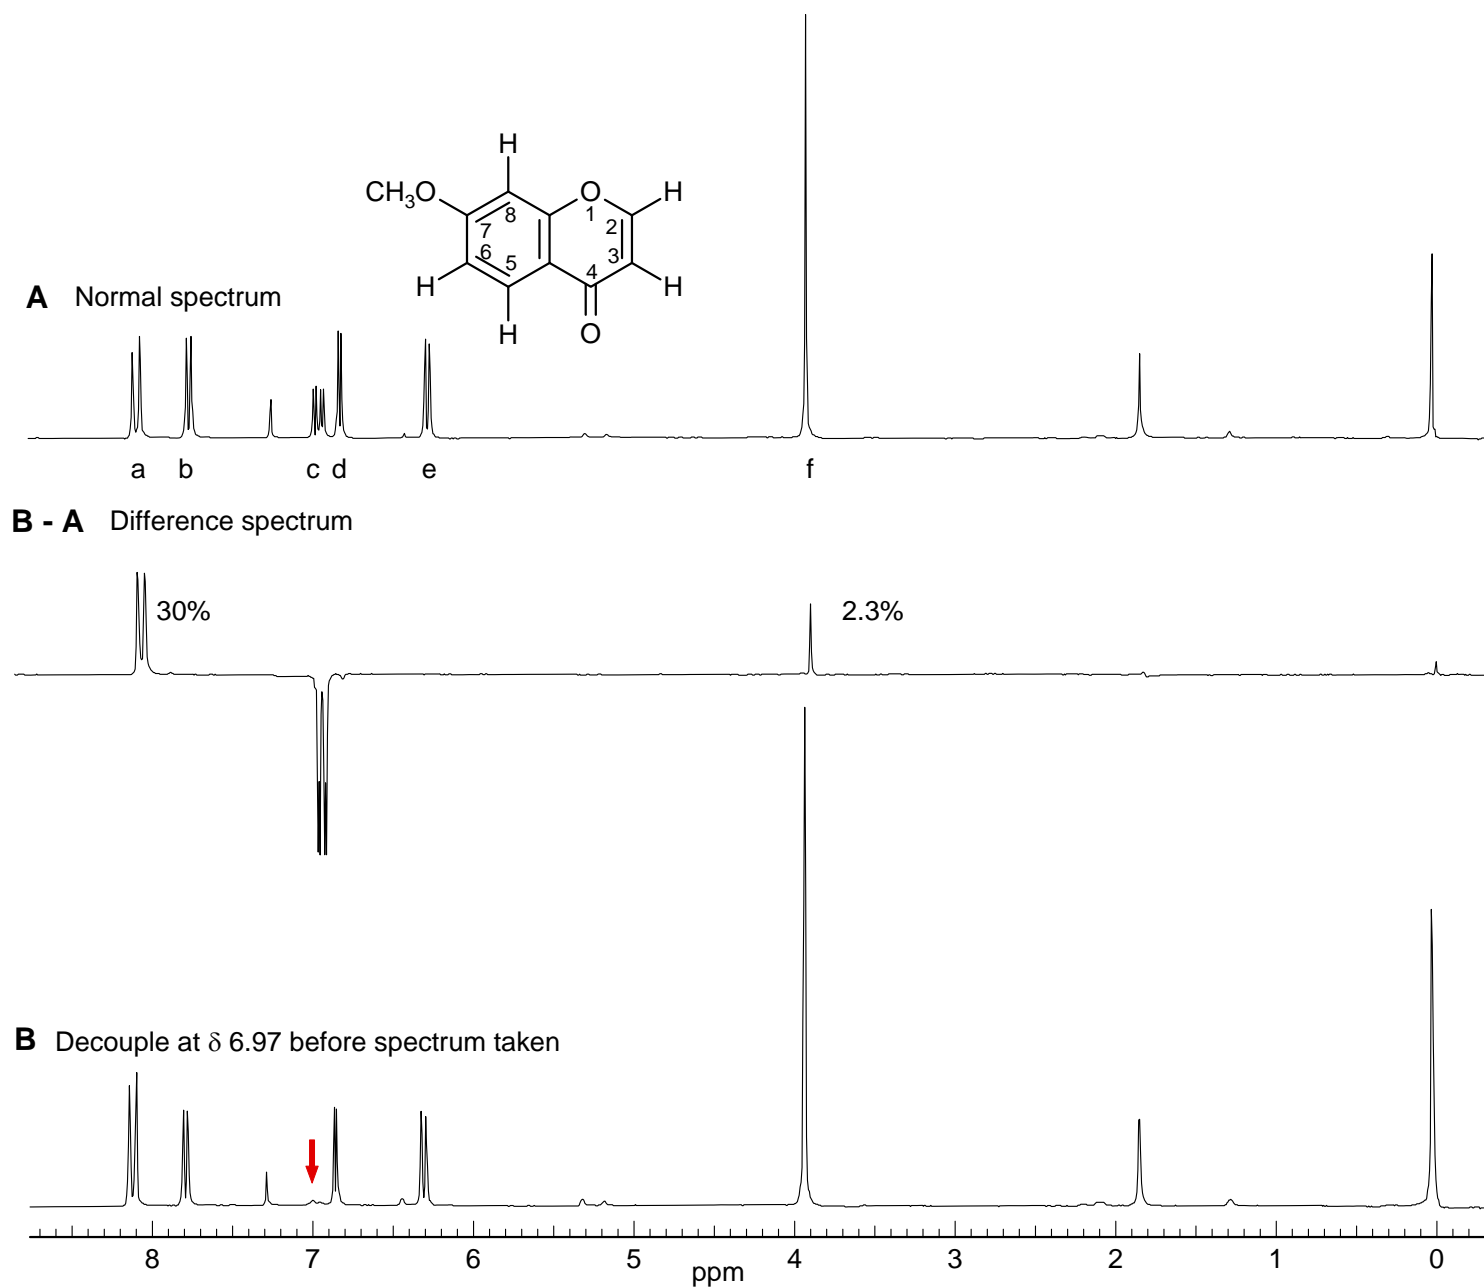 H
CH3O O H
8 1
7 2
6 5 4 3
H H
H O
A Normal spectrum
a b c d e f
B - A Difference spectrum
30% 2.3%
B Decouple at δ 6.97 before spectrum taken
8 7 6 5 4 3 2 1 0
ppm